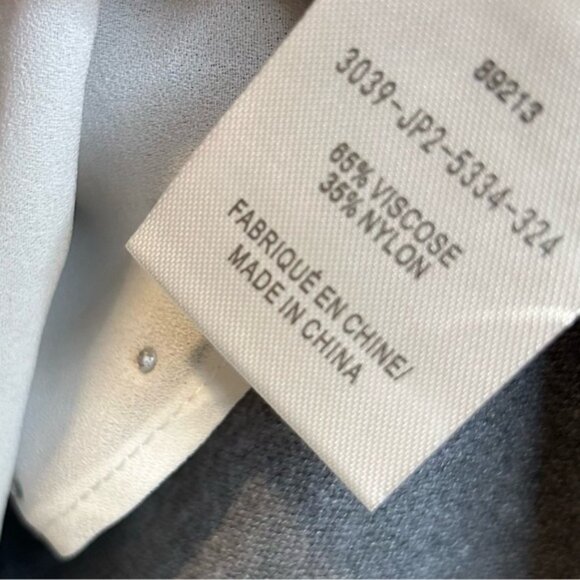 89213
3039-JP2-5334-324
65% VISCOSE
35% NYLON
FABRIQUÉ EN CHINE/
MADE IN CHINA